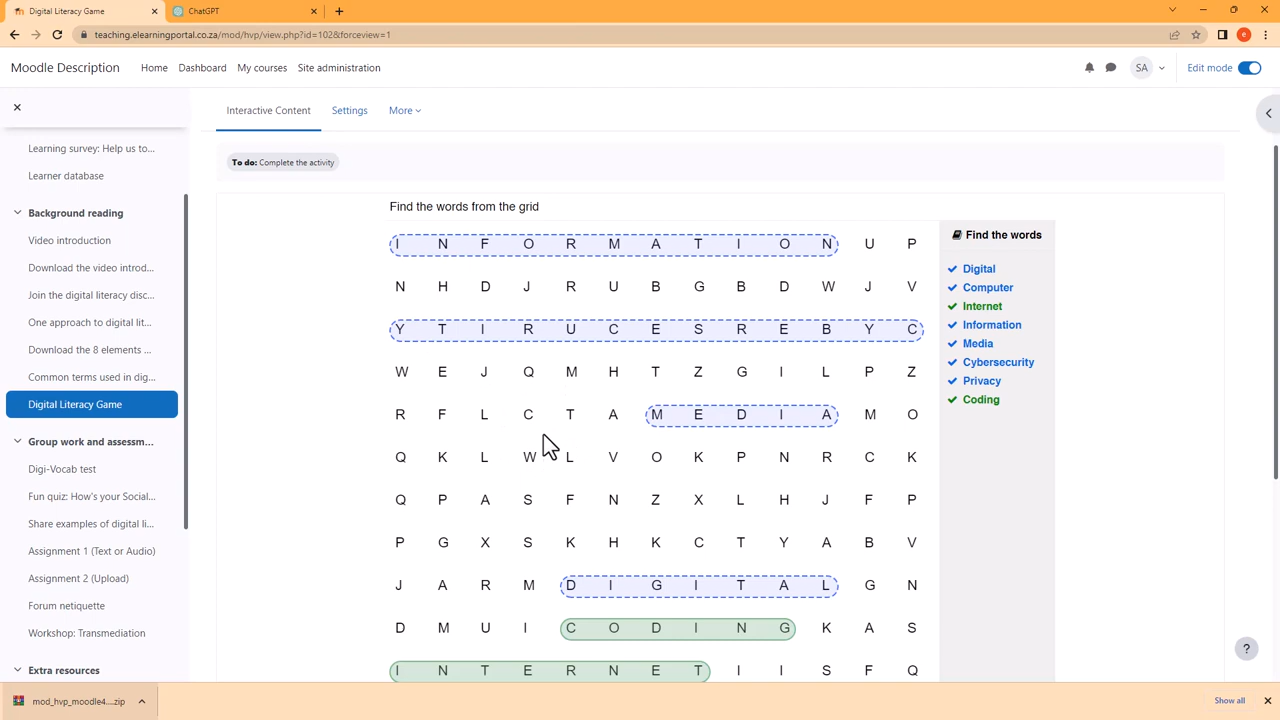 Digital Literacy Game
ChatGPT
teaching.elearningportal.co.za/mod/hvp/view.php?id=102&forceview=1
e
Moodle Description
Home
Dashboard
My courses
Site administration
SA
Edit mode
Learning survey: Help us to...
Learner database
Background reading
Video introduction
Download the video introd...
Join the digital literacy disc...
One approach to digital lit...
Download the 8 elements ...
Common terms used in dig...
Digital Literacy Game
Group work and assessm...
Digi-Vocab test
Fun quiz: How's your Social...
Share examples of digital li...
Assignment 1 (Text or Audio)
Assignment 2 (Upload)
Forum netiquette
Workshop: Transmediation
Extra resources
Interactive Content
Settings
More
To do: Complete the activity
Find the words from the grid
I N F O R M A T I O N U P
N H D J R U B G B D W J V
Y T I R U C E S R E B Y C
W E J Q M H T Z G I L P Z
R F L C T A M E D I A M O
Q K L W L V O K P N R C K
Q P A S F N Z X L H J F P
P G X S K H K C T Y A B V
J A R M D I G I T A L G N
D M U I C O D I N G K A S
I N T E R N E T I I S F Q
Find the words
Digital
Computer
Internet
Information
Media
Cybersecurity
Privacy
Coding
?
mod_hvp_moodle4....zip
Show all